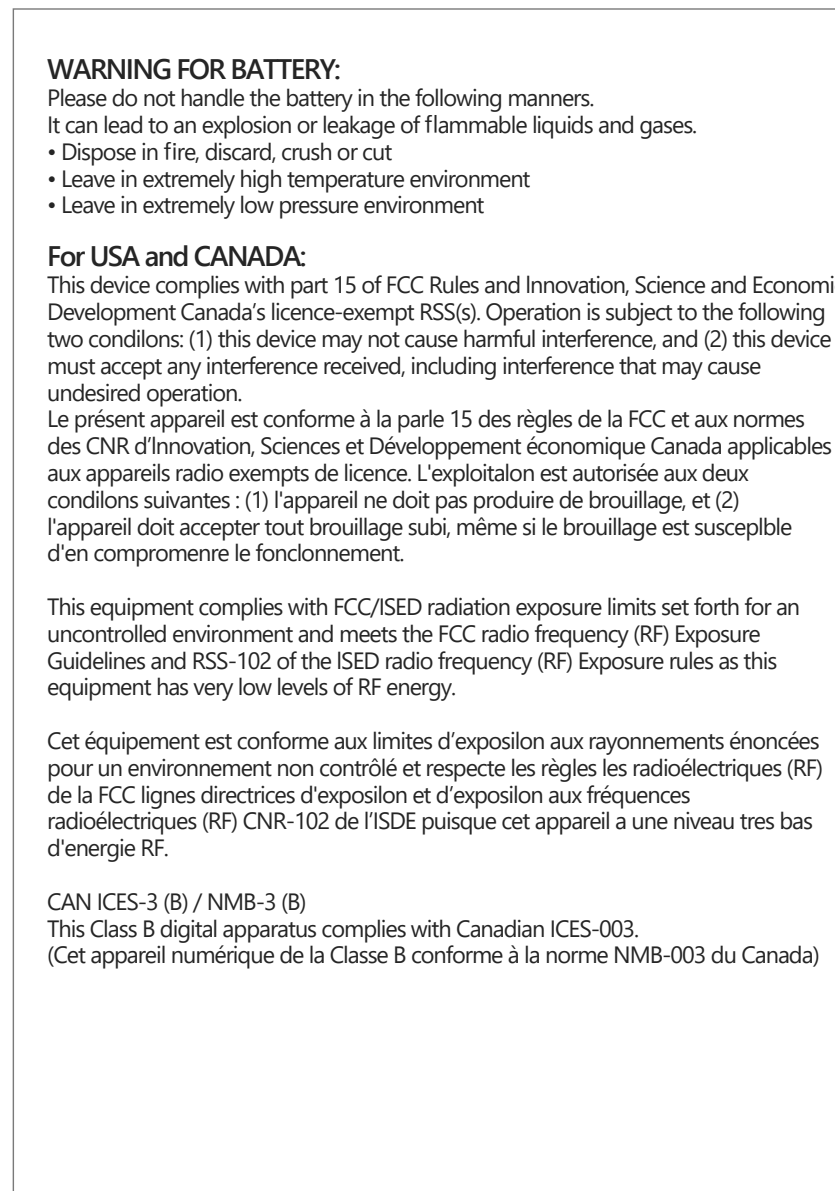 WARNING FOR BATTERY:
Please do not handle the battery in the following manners.
It can lead to an explosion or leakage of flammable liquids and gases.
• Dispose in fire, discard, crush or cut
• Leave in extremely high temperature environment
• Leave in extremely low pressure environment
For USA and CANADA:
This device complies with part 15 of FCC Rules and lnnovation, Science and Economi
Development Canada’s licence-exempt RSS(s). Operation is subject to the following
two condilons: (1) this device may not cause harmful interference, and (2) this device
must accept any interference received, including interference that may cause
undesired operation.
Le présent appareil est conforme à la parle 15 des règles de la FCC et aux normes
des CNR d’lnnovation, Sciences et Développement économique Canada applicables
aux appareils radio exempts de licence. L'exploitalon est autorisée aux deux
condilons suivantes : (1) l'appareil ne doit pas produire de brouillage, et (2)
l'appareil doit accepter tout brouillage subi, même si le brouillage est susceplble
d'en compromenre le fonclonnement.
This equipment complies with FCC/ISED radiation exposure limits set forth for an
uncontrolled environment and meets the FCC radio frequency (RF) Exposure
Guidelines and RSS-102 of the lSED radio frequency (RF) Exposure rules as this
equipment has very low levels of RF energy.
Cet équipement est conforme aux limites d’exposilon aux rayonnements énoncées
pour un environnement non contrôlé et respecte les règles les radioélectriques (RF)
de la FCC lignes directrices d'exposilon et d’exposilon aux fréquences
radioélectriques (RF) CNR-102 de l’ISDE puisque cet appareil a une niveau tres bas
d'energie RF.
CAN ICES-3 (B) / NMB-3 (B)
This Class B digital apparatus complies with Canadian ICES-003.
(Cet appareil numérique de la Classe B conforme à la norme NMB-003 du Canada)